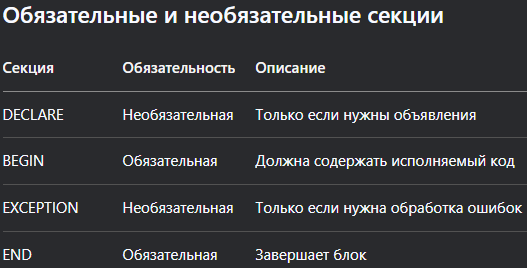 Обязательные и необязательные секции
Секция Обязательность Описание
DECLARE Необязательная Только если нужны объявления
BEGIN Обязательная Должна содержать исполняемый код
EXCEPTION Необязательная Только если нужна обработка ошибок
END Обязательная Завершает блок